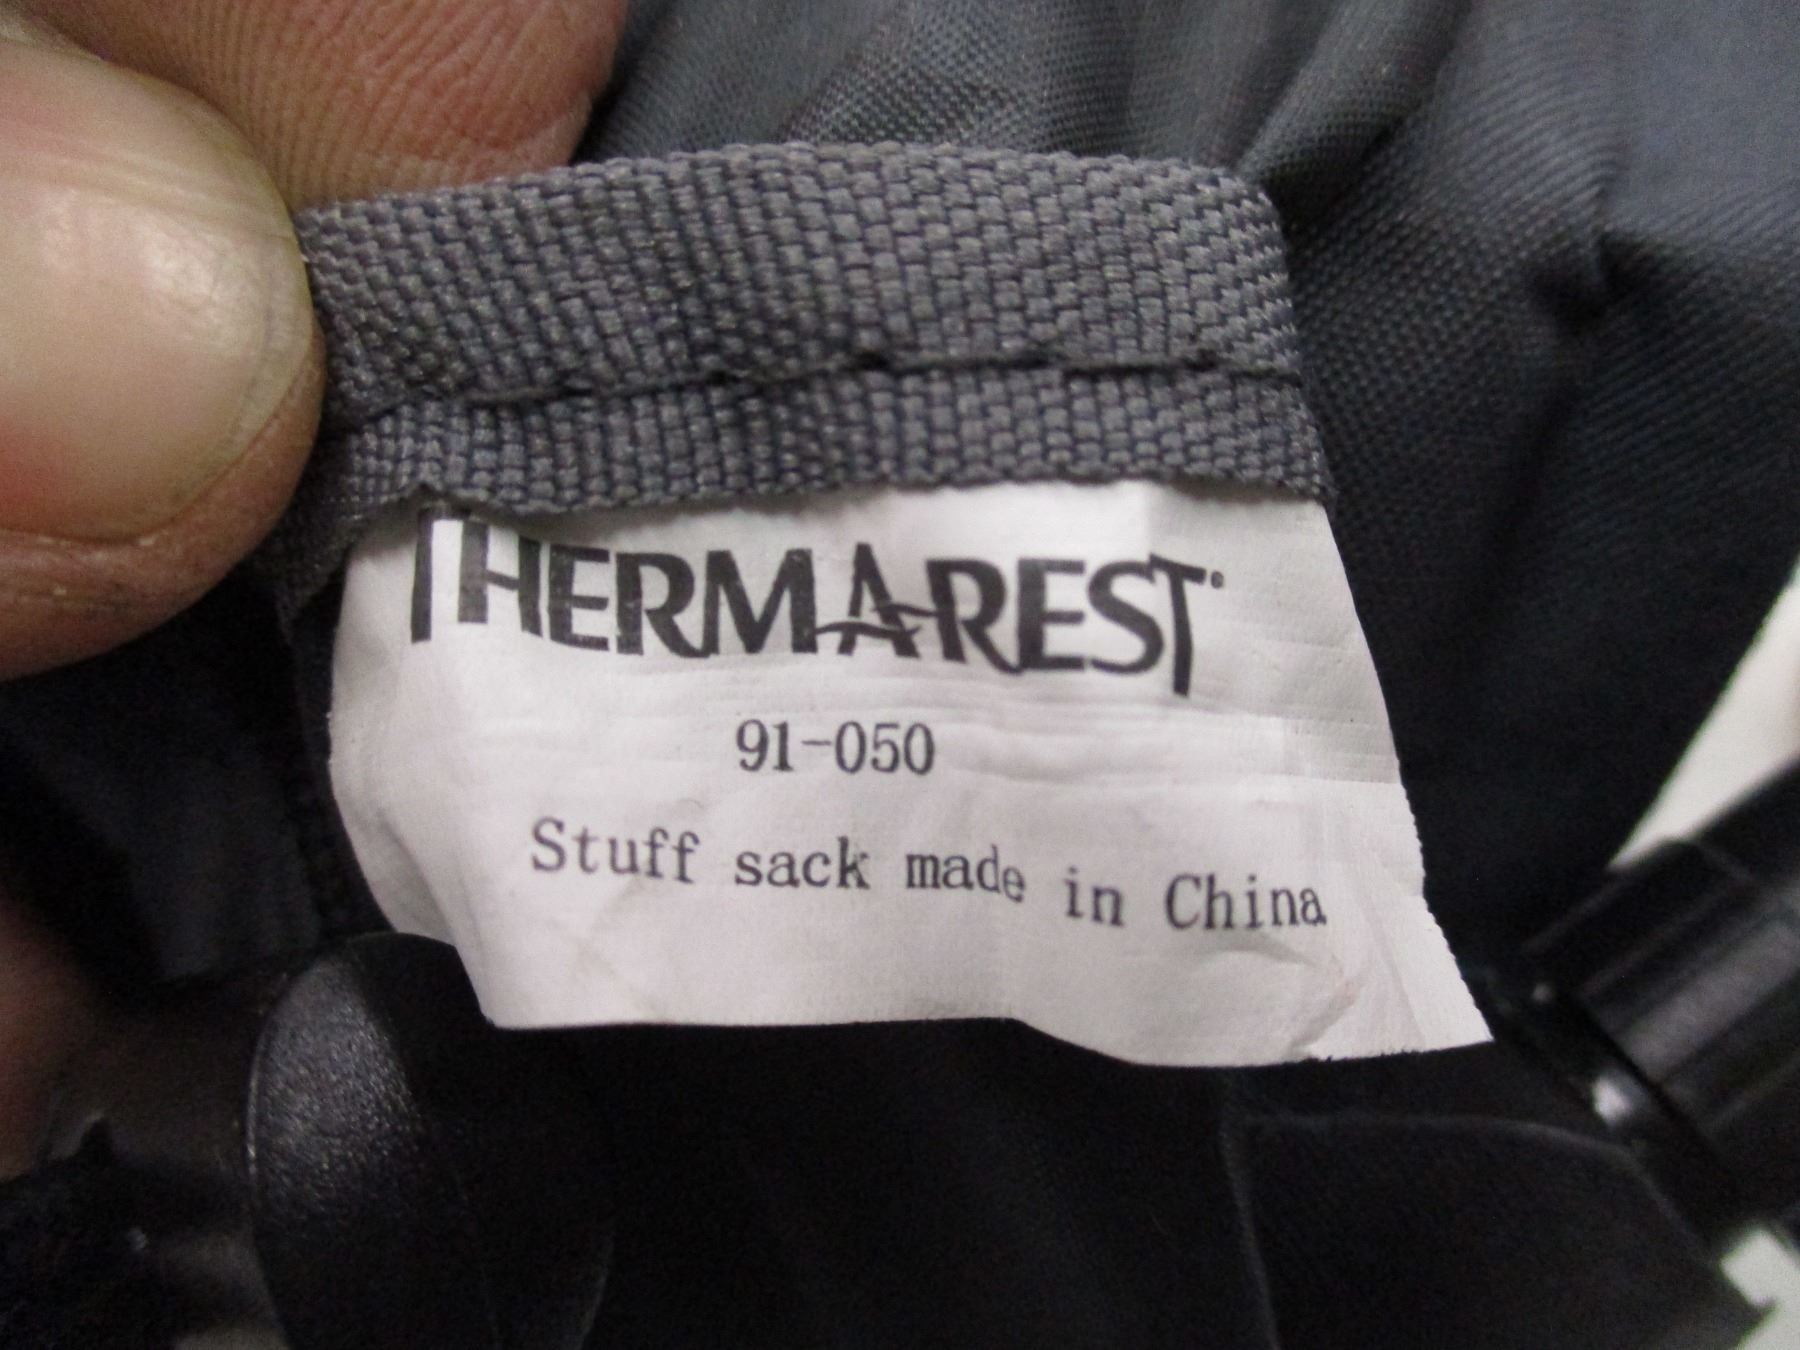 THERMAREST
91-050
Stuff sack made in China